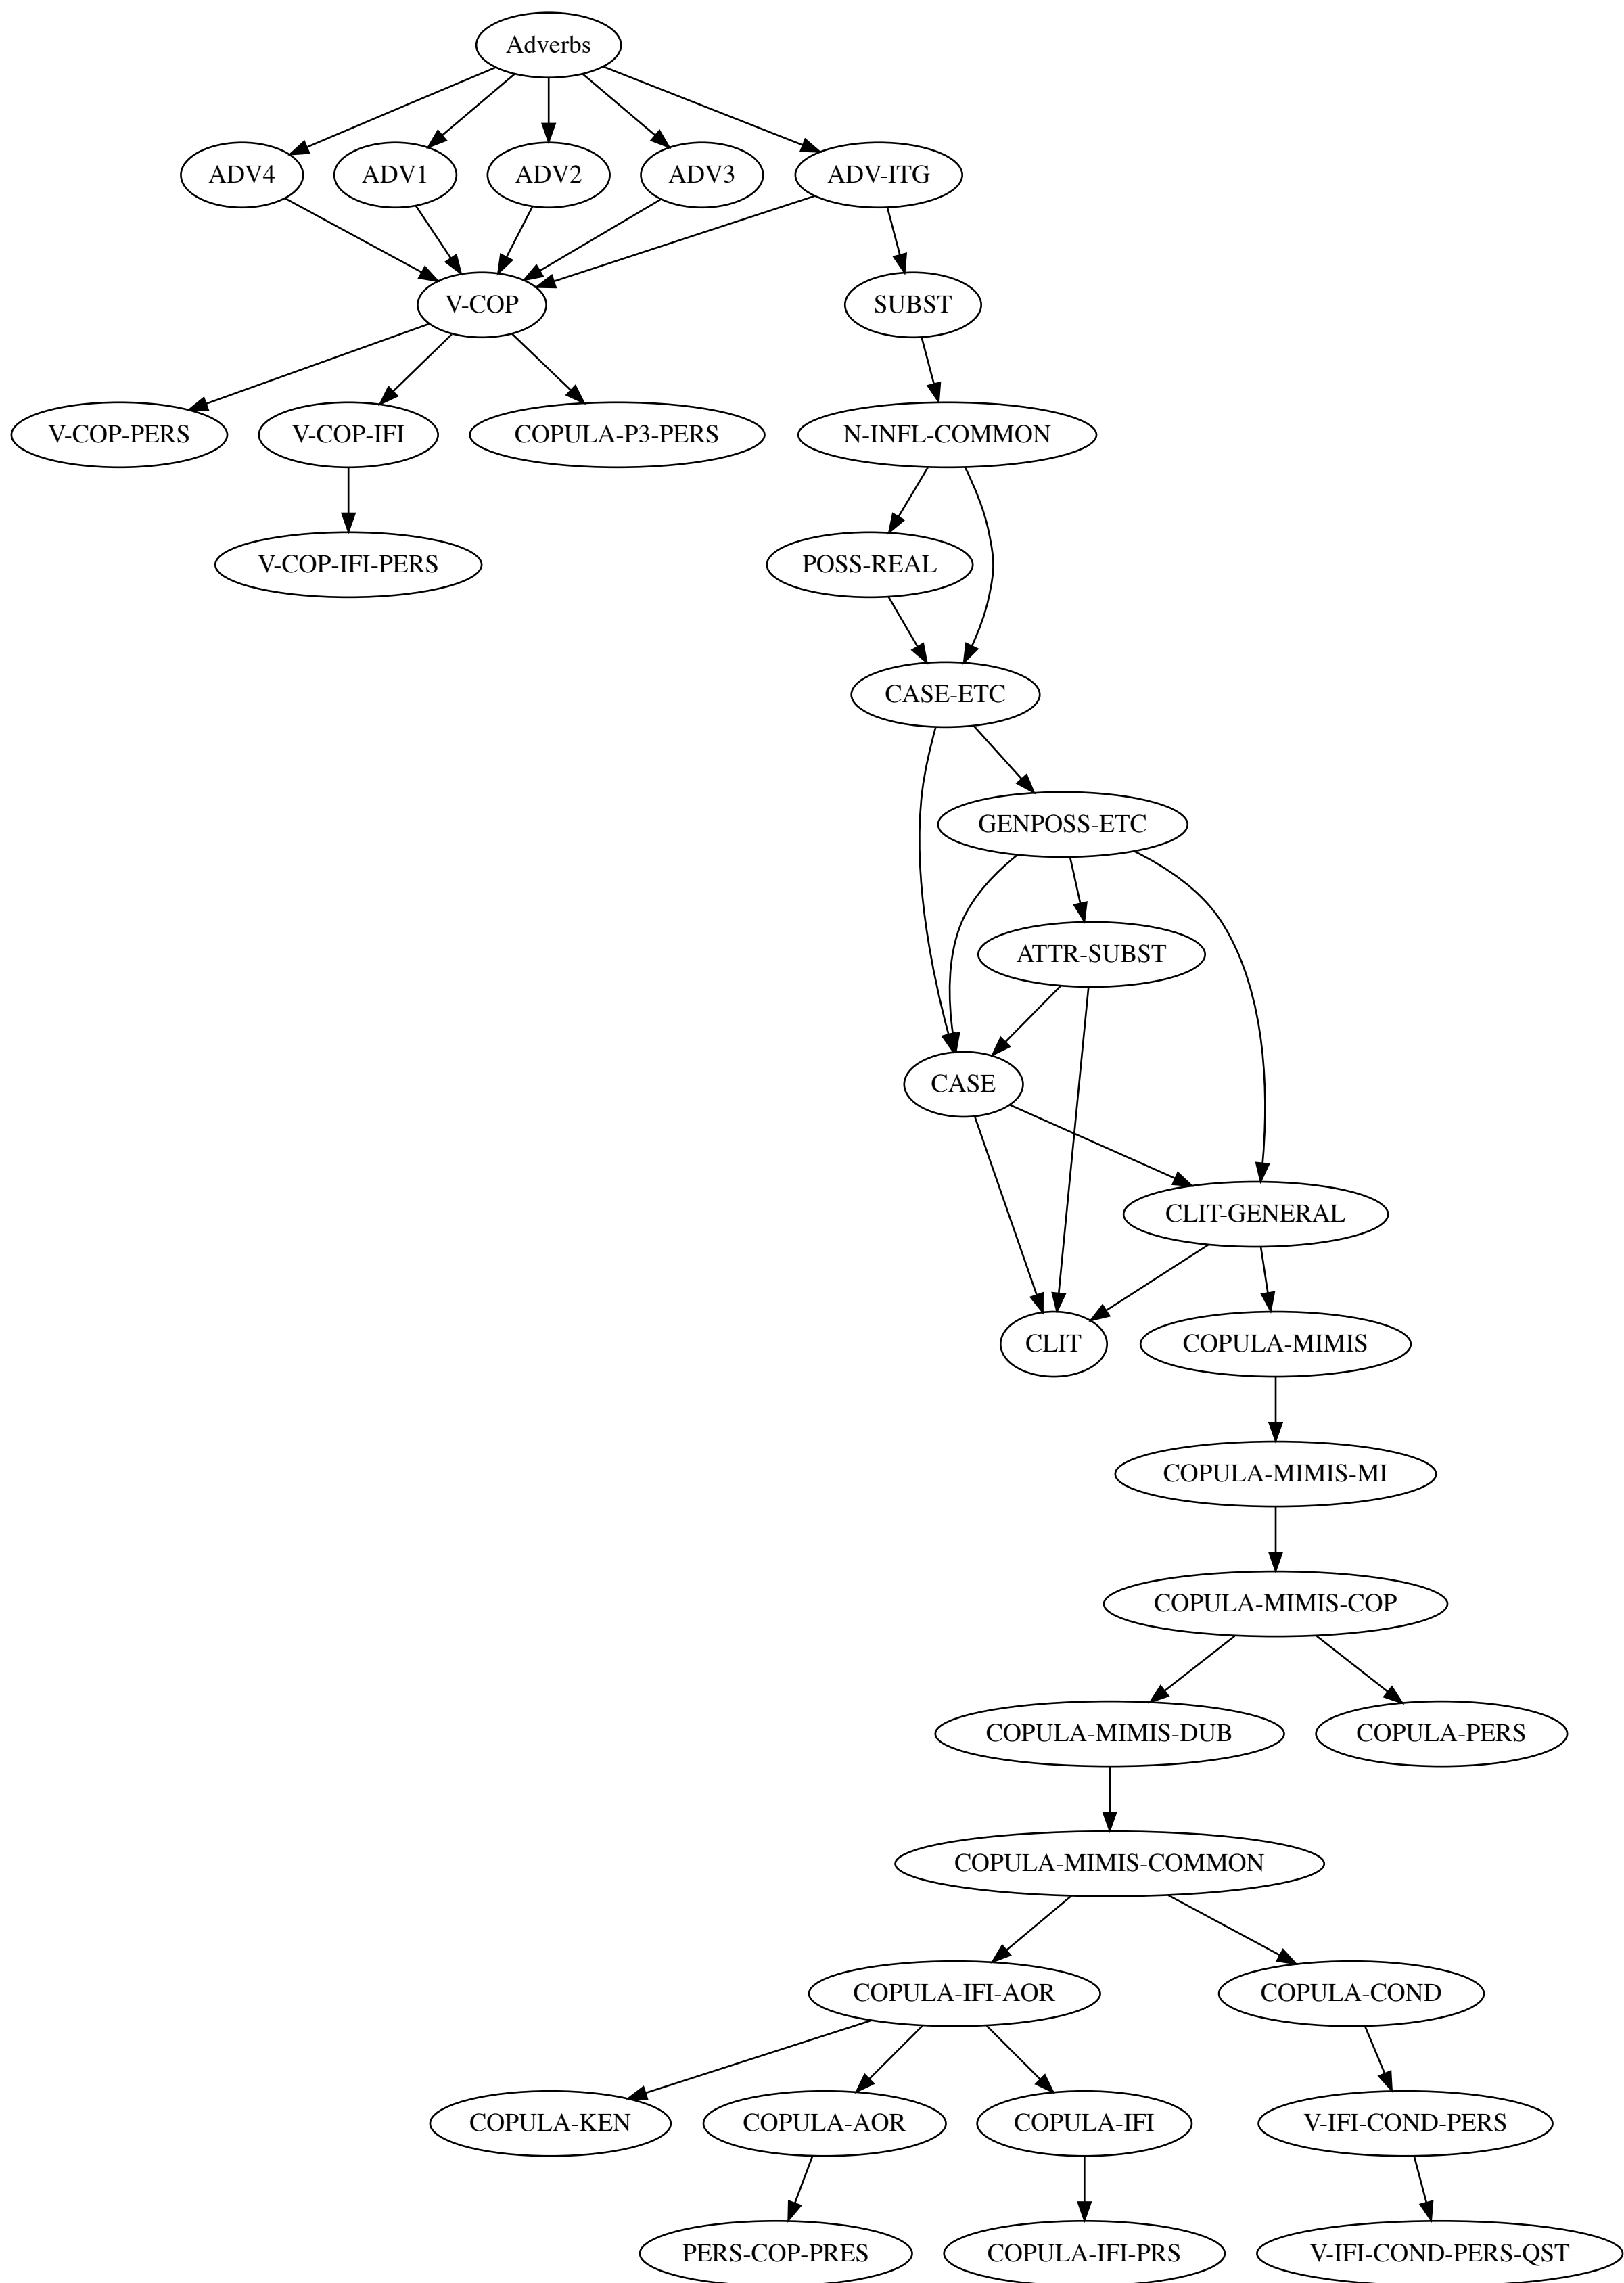 Adverbs
ADV4
ADV1
ADV2
ADV3
ADV-ITG
V-COP
SUBST
V-COP-PERS
V-COP-IFI
COPULA-P3-PERS
N-INFL-COMMON
V-COP-IFI-PERS
POSS-REAL
CASE-ETC
GENPOSS-ETC
ATTR-SUBST
CASE
CLIT-GENERAL
CLIT
COPULA-MIMIS
COPULA-MIMIS-MI
COPULA-MIMIS-COP
COPULA-MIMIS-DUB
COPULA-PERS
COPULA-MIMIS-COMMON
COPULA-IFI-AOR
COPULA-COND
COPULA-KEN
COPULA-AOR
COPULA-IFI
V-IFI-COND-PERS
PERS-COP-PRES
COPULA-IFI-PRS
V-IFI-COND-PERS-QST